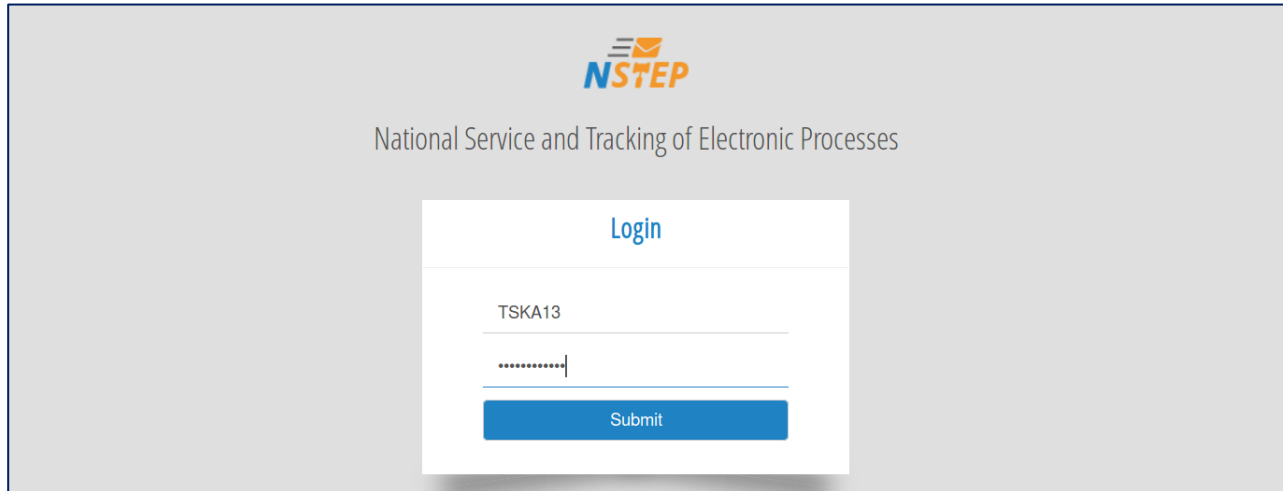 NSTEP
National Service and Tracking of Electronic Processes
Login
TSKA13
••••••••••••
Submit